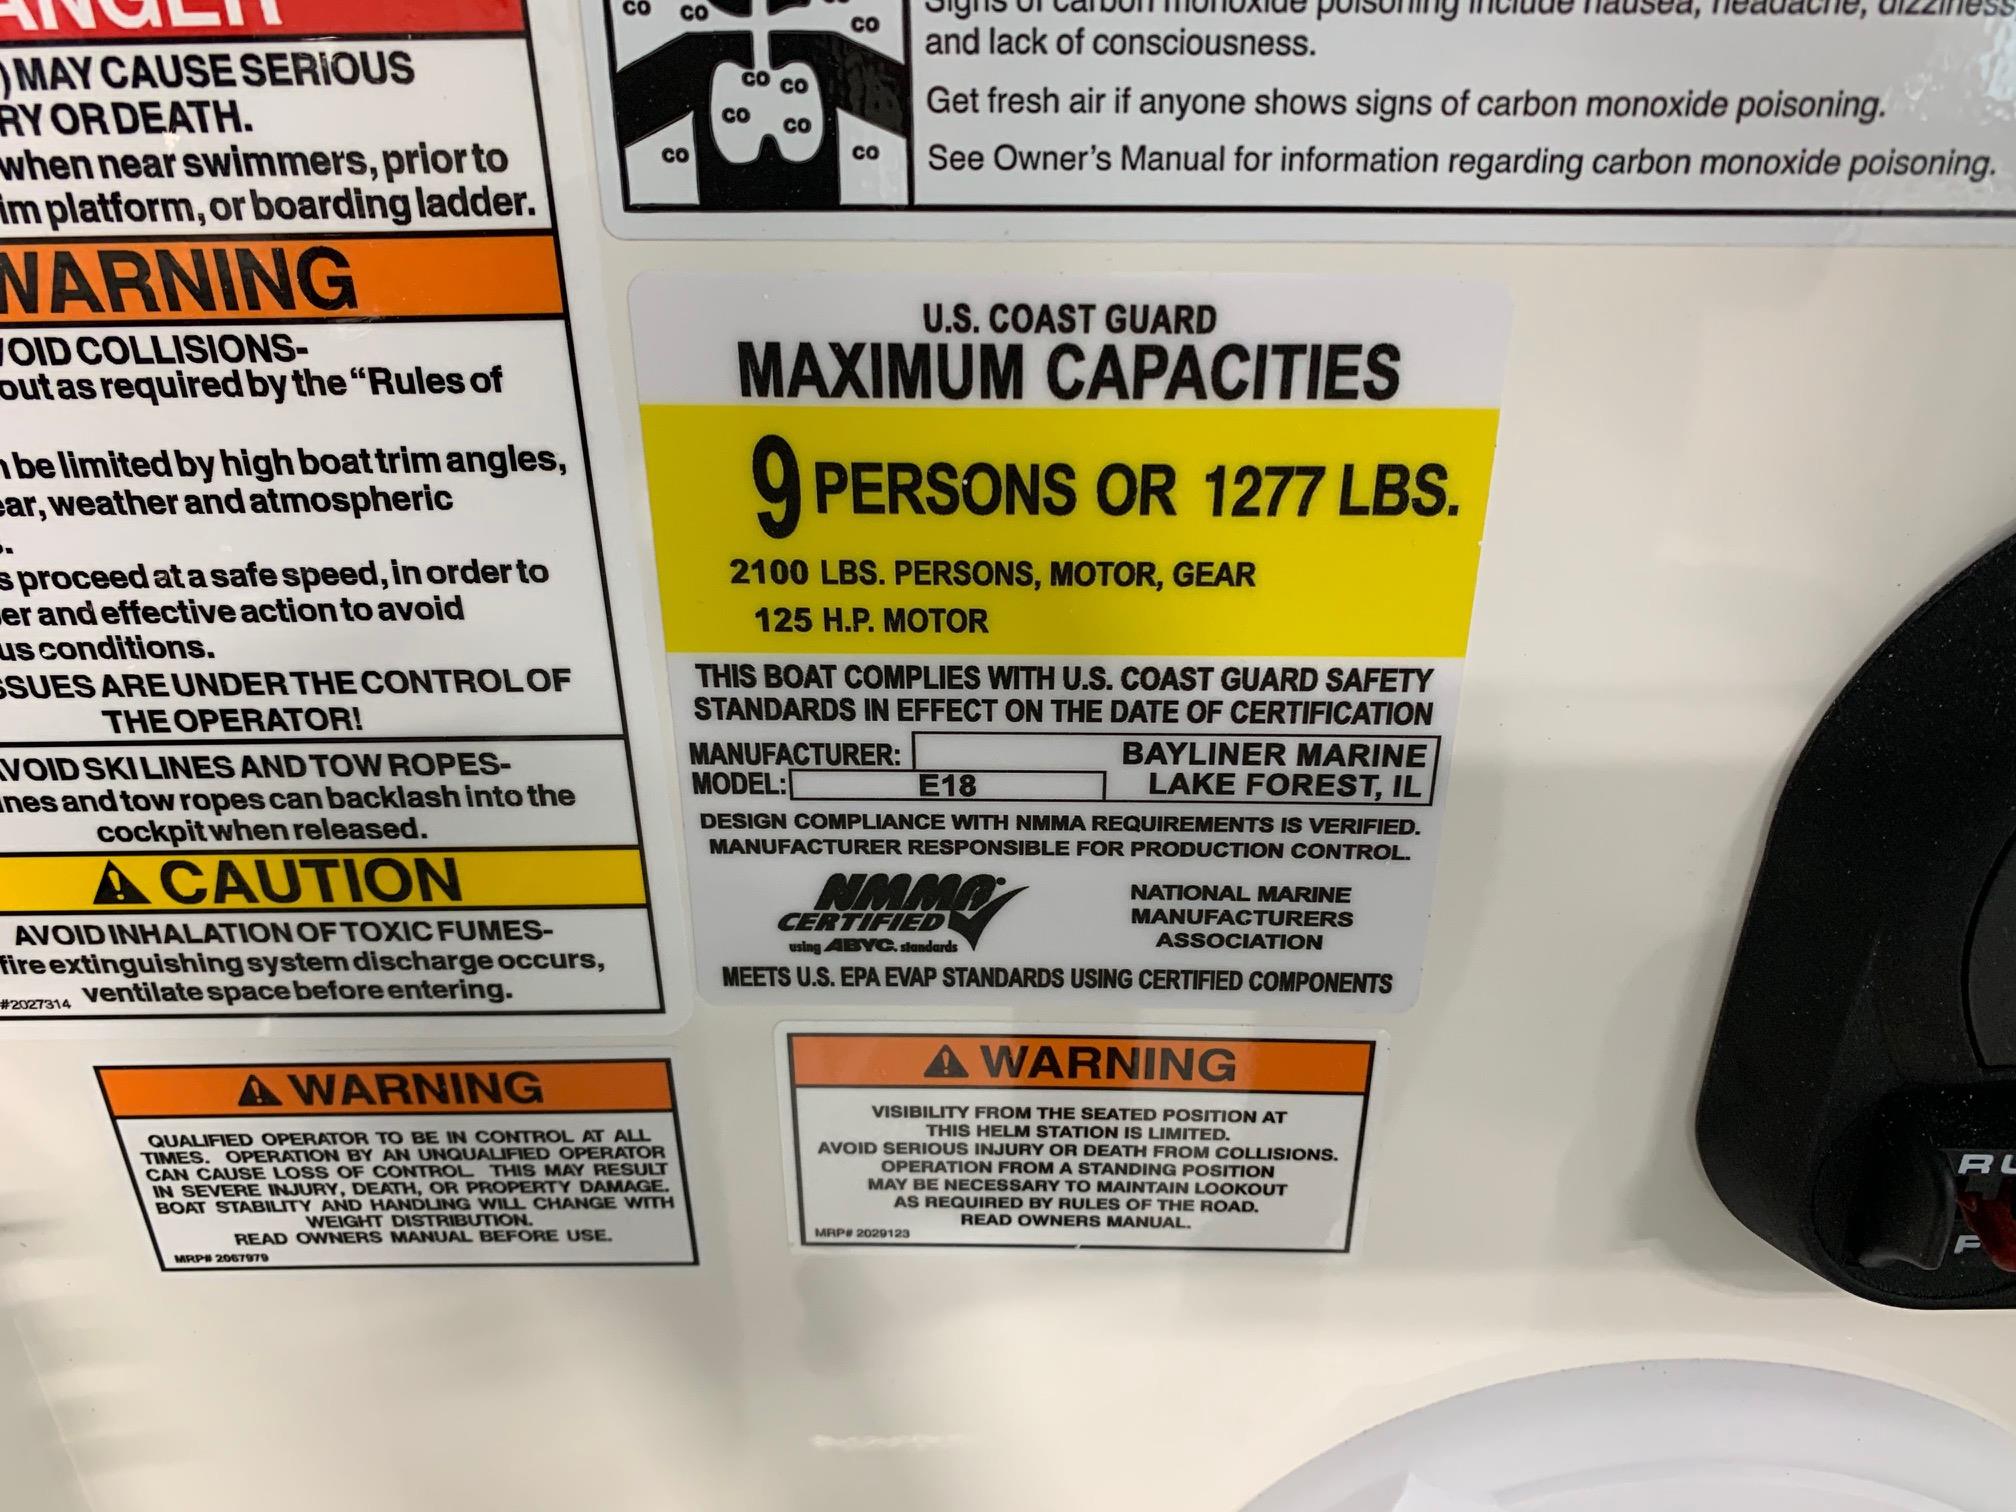 )MAY CAUSE SERIOUS
RY OR DEATH.
when near swimmers, prior to
im platform, or boarding ladder.
WARNING
VOID COLLISIONS-
out as required by the “Rules of
be limited by high boat trim angles,
ear, weather and atmospheric
s proceed at a safe speed, in order to
er and effective action to avoid
us conditions.
SSUES ARE UNDER THE CONTROL OF
THE OPERATOR!
AVOID SKI LINES AND TOW ROPES-
ines and tow ropes can backlash into the
cockpit when released.
CAUTION
AVOID INHALATION OF TOXIC FUMES-
fire extinguishing system discharge occurs,
#2027314 ventilate space before entering.
CO CO CO
CO CO
CO CO
CO CO
Signs of carbon monoxide poisoning include nausea, headache, dizziness
and lack of consciousness.
Get fresh air if anyone shows signs of carbon monoxide poisoning.
See Owner's Manual for information regarding carbon monoxide poisoning.
U.S. COAST GUARD
MAXIMUM CAPACITIES
9 PERSONS OR 1277 LBS.
2100 LBS. PERSONS, MOTOR, GEAR
125 H.P. MOTOR
THIS BOAT COMPLIES WITH U.S. COAST GUARD SAFETY
STANDARDS IN EFFECT ON THE DATE OF CERTIFICATION
MANUFACTURER: BAYLINER MARINE
MODEL: E18 LAKE FOREST, IL
DESIGN COMPLIANCE WITH NMMA REQUIREMENTS IS VERIFIED.
MANUFACTURER RESPONSIBLE FOR PRODUCTION CONTROL.
NMMA
CERTIFIED
using ABYC. standards
NATIONAL MARINE
MANUFACTURERS
ASSOCIATION
MEETS U.S. EPA EVAP STANDARDS USING CERTIFIED COMPONENTS
WARNING
QUALIFIED OPERATOR TO BE IN CONTROL AT ALL
TIMES. OPERATION BY AN UNQUALIFIED OPERATOR
CAN CAUSE LOSS OF CONTROL. THIS MAY RESULT
IN SEVERE INJURY, DEATH, OR PROPERTY DAMAGE.
BOAT STABILITY AND HANDLING WILL CHANGE WITH
WEIGHT DISTRIBUTION.
READ OWNERS MANUAL BEFORE USE.
MRP# 2067979
WARNING
VISIBILITY FROM THE SEATED POSITION AT
THIS HELM STATION IS LIMITED.
AVOID SERIOUS INJURY OR DEATH FROM COLLISIONS.
OPERATION FROM A STANDING POSITION
MAY BE NECESSARY TO MAINTAIN LOOKOUT
AS REQUIRED BY RULES OF THE ROAD.
READ OWNERS MANUAL.
MRP# 2029123
RU